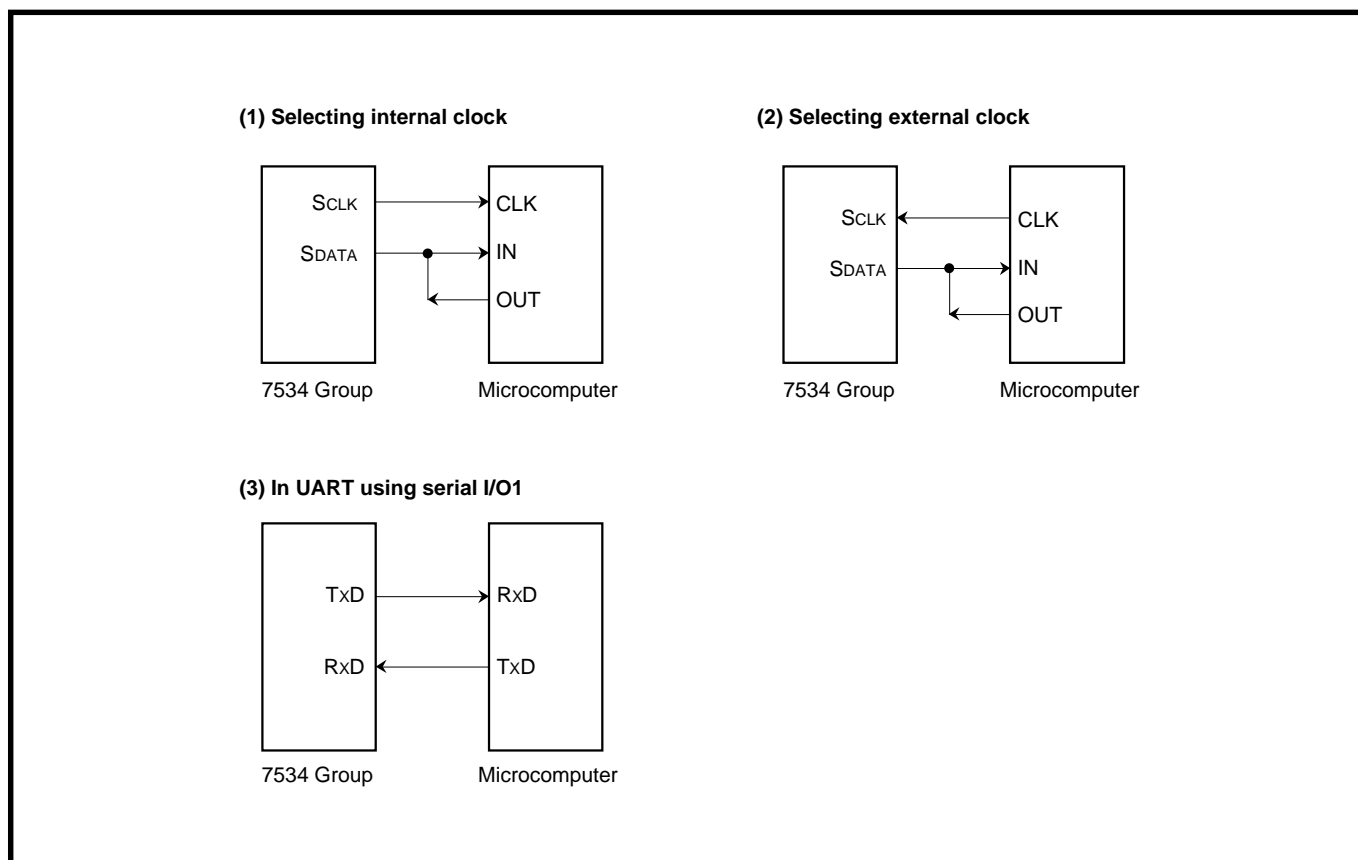 (1) Selecting internal clock
SCLK
CLK
SDATA
IN
OUT
7534 Group
Microcomputer
(2) Selecting external clock
SCLK
CLK
SDATA
IN
OUT
7534 Group
Microcomputer
(3) In UART using serial I/O1
TXD
RXD
RXD
TXD
7534 Group
Microcomputer